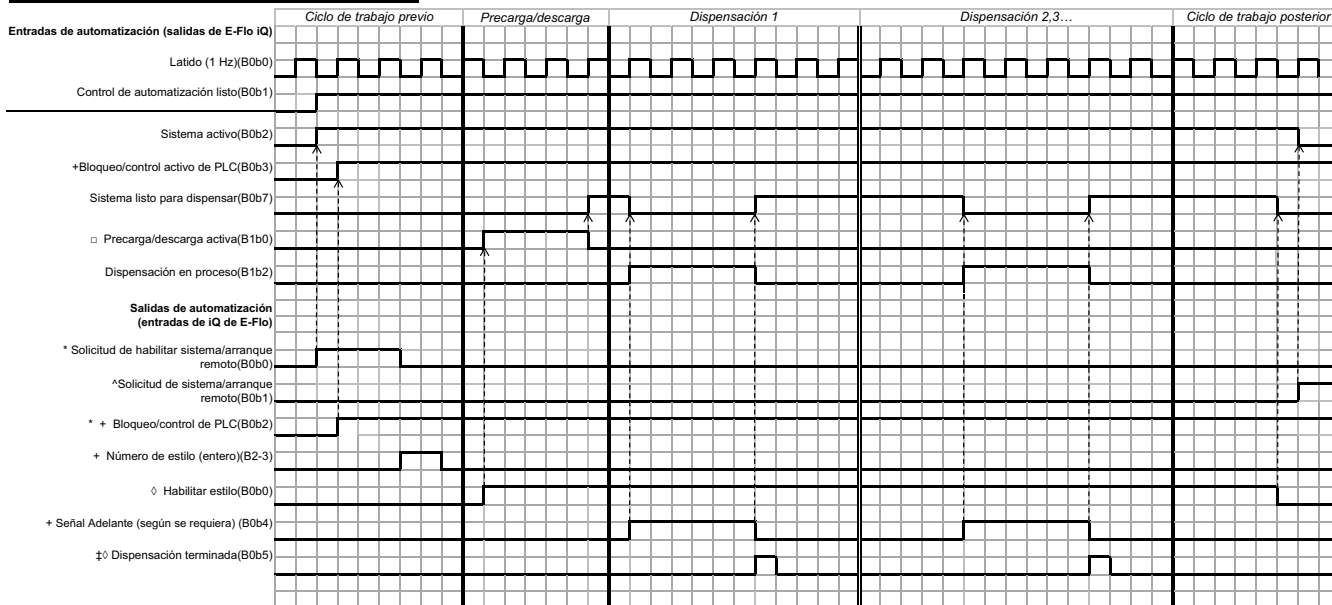 Ciclo de trabajo previo
Precarga/descarga
Dispensación 1
Dispensación 2,3…
Ciclo de trabajo posterior
Entradas de automatización (salidas de E-Flo iQ)
Latido (1 Hz)(B0b0)
Control de automatización listo(B0b1)
Sistema activo(B0b2)
+Bloqueo/control activo de PLC(B0b3)
Sistema listo para dispensar(B0b7)
□ Precarga/descarga activa(B1b0)
Dispensación en proceso(B1b2)
Salidas de automatización
(entradas de iQ de E-Flo)
* Solicitud de habilitar sistema/arranque
remoto(B0b0)
^Solicitud de sistema/arranque
remoto(B0b1)
* + Bloqueo/control de PLC(B0b2)
+ Número de estilo (entero)(B2-3)
◊ Habilitar estilo(B0b0)
+ Señal Adelante (según se requiera) (B0b4)
‡◊ Dispensación terminada(B0b5)